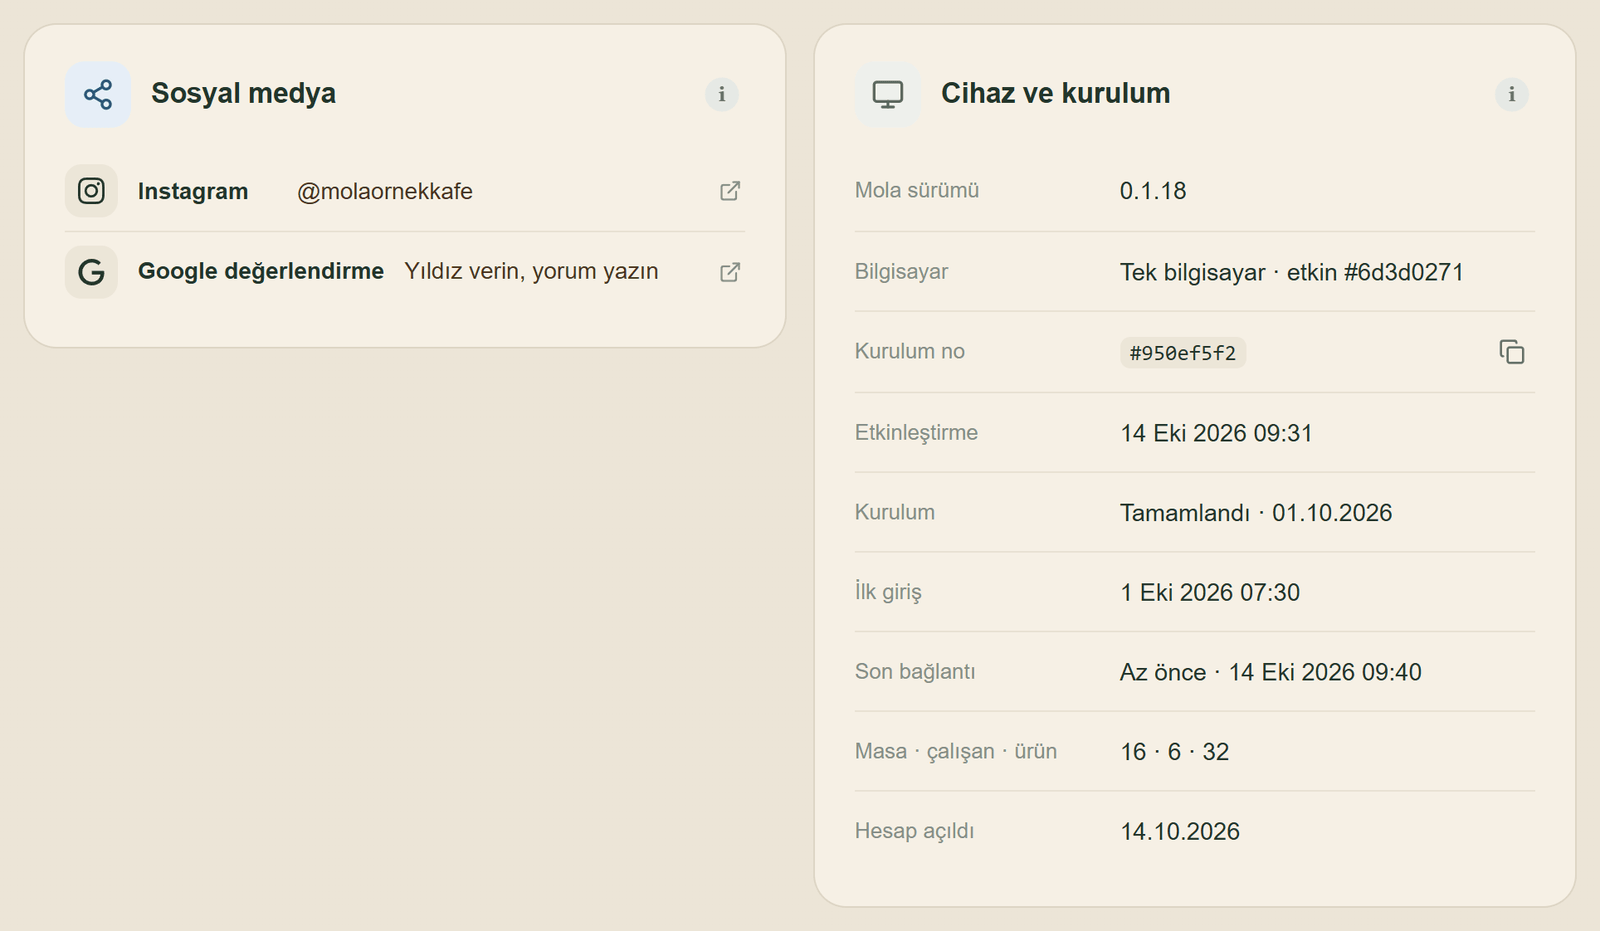 Sosyal medya
i
Instagram @molaornekkafe
Google değerlendirme Yıldız verin, yorum yazın
Cihaz ve kurulum
i
Mola sürümü 0.1.18
Bilgisayar Tek bilgisayar · etkin #6d3d0271
Kurulum no #950ef5f2
Etkinleştirme 14 Eki 2026 09:31
Kurulum Tamamlandı · 01.10.2026
İlk giriş 1 Eki 2026 07:30
Son bağlantı Az önce · 14 Eki 2026 09:40
Masa · çalışan · ürün 16 · 6 · 32
Hesap açıldı 14.10.2026